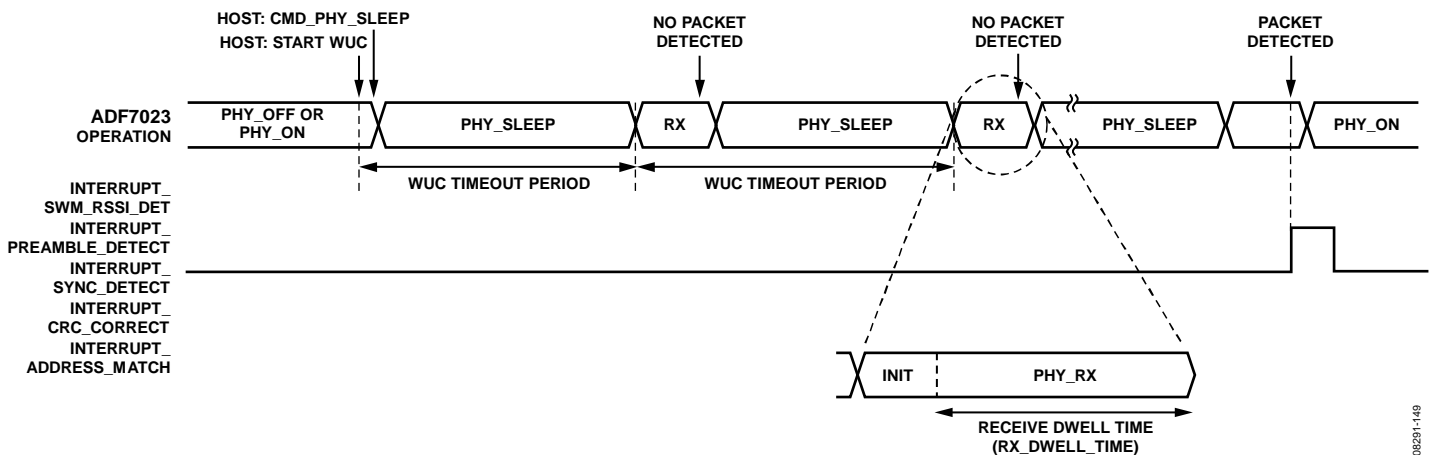 HOST: CMD_PHY_SLEEP
HOST: START WUC
NO PACKET
DETECTED
NO PACKET
DETECTED
PACKET
DETECTED
ADF7023
OPERATION
PHY_OFF OR
PHY_ON
PHY_SLEEP
RX
PHY_SLEEP
RX
PHY_SLEEP
PHY_ON
WUC TIMEOUT PERIOD
WUC TIMEOUT PERIOD
INTERRUPT_
SWM_RSSI_DET
INTERRUPT_
PREAMBLE_DETECT
INTERRUPT_
SYNC_DETECT
INTERRUPT_
CRC_CORRECT
INTERRUPT_
ADDRESS_MATCH
INIT
PHY_RX
RECEIVE DWELL TIME
(RX_DWELL_TIME)
08291-149